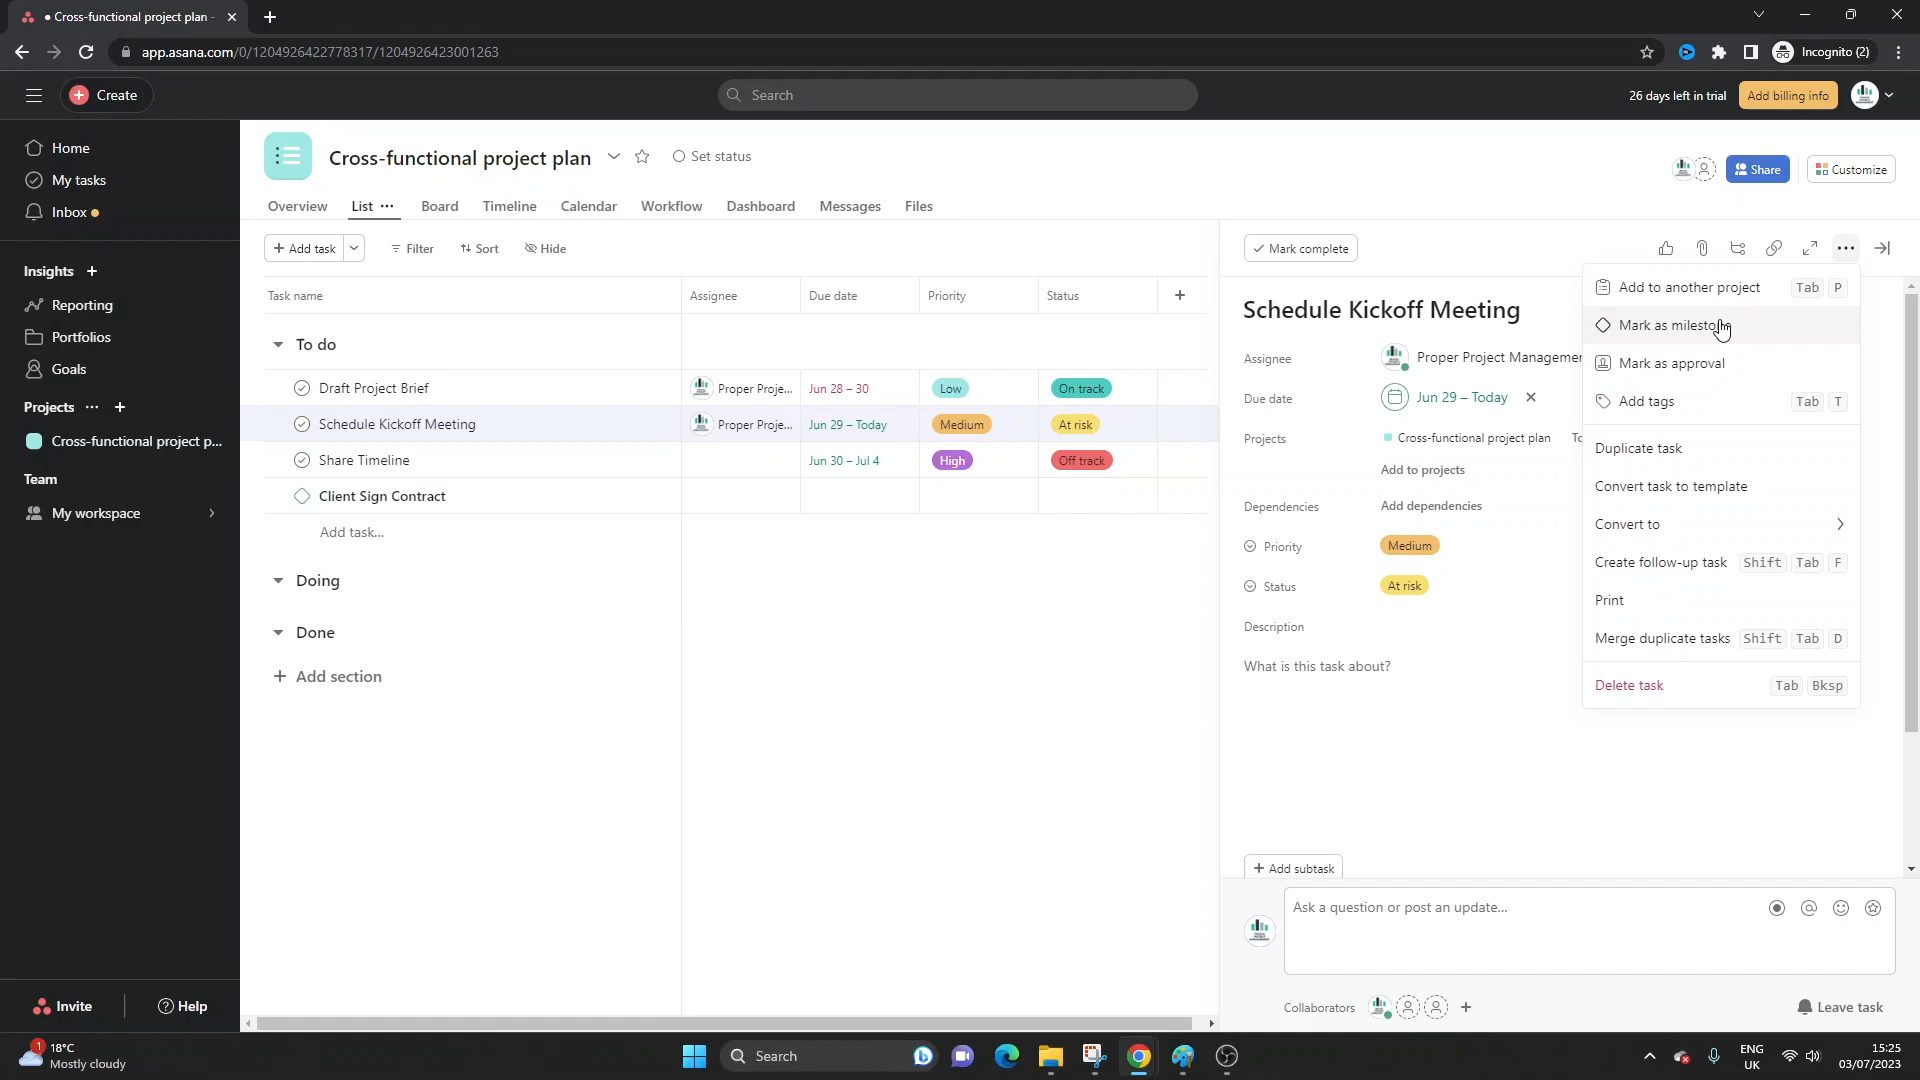 Cross-functional project plan -
app.asana.com/0/1204926422778317/1204926423001263
Incognito (2)
Create
Search
26 days left in trial
Add billing info
Home
My tasks
Inbox
Insights
Reporting
Portfolios
Goals
Projects
Cross-functional project p...
Team
My workspace
Invite
Help
Cross-functional project plan
Set status
Share
Customize
Overview
List
Board
Timeline
Calendar
Workflow
Dashboard
Messages
Files
Add task
Filter
Sort
Hide
Task name
Assignee
Due date
Priority
Status
To do
Draft Project Brief
Proper Proje...
Jun 28 – 30
Low
On track
Schedule Kickoff Meeting
Proper Proje...
Jun 29 – Today
Medium
At risk
Share Timeline
Jun 30 – Jul 4
High
Off track
Client Sign Contract
Add task...
Doing
Done
Add section
Mark complete
Schedule Kickoff Meeting
Assignee
Proper Project Managemen
Due date
Jun 29 – Today
Projects
Cross-functional project plan
To
Add to projects
Dependencies
Add dependencies
Priority
Medium
Status
At risk
Description
What is this task about?
Add subtask
Add to another project Tab P
Mark as milestone
Mark as approval
Add tags Tab T
Duplicate task
Convert task to template
Convert to
Create follow-up task Shift Tab F
Print
Merge duplicate tasks Shift Tab D
Delete task Tab Bksp
Ask a question or post an update...
Collaborators
Leave task
1
18°C
Mostly cloudy
Search
ENG
UK
15:25
03/07/2023